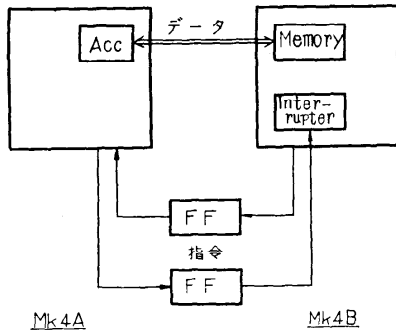 データ
Acc
Memory
Inter-
rupter
FF
指令
FF
Mk4A
Mk4B